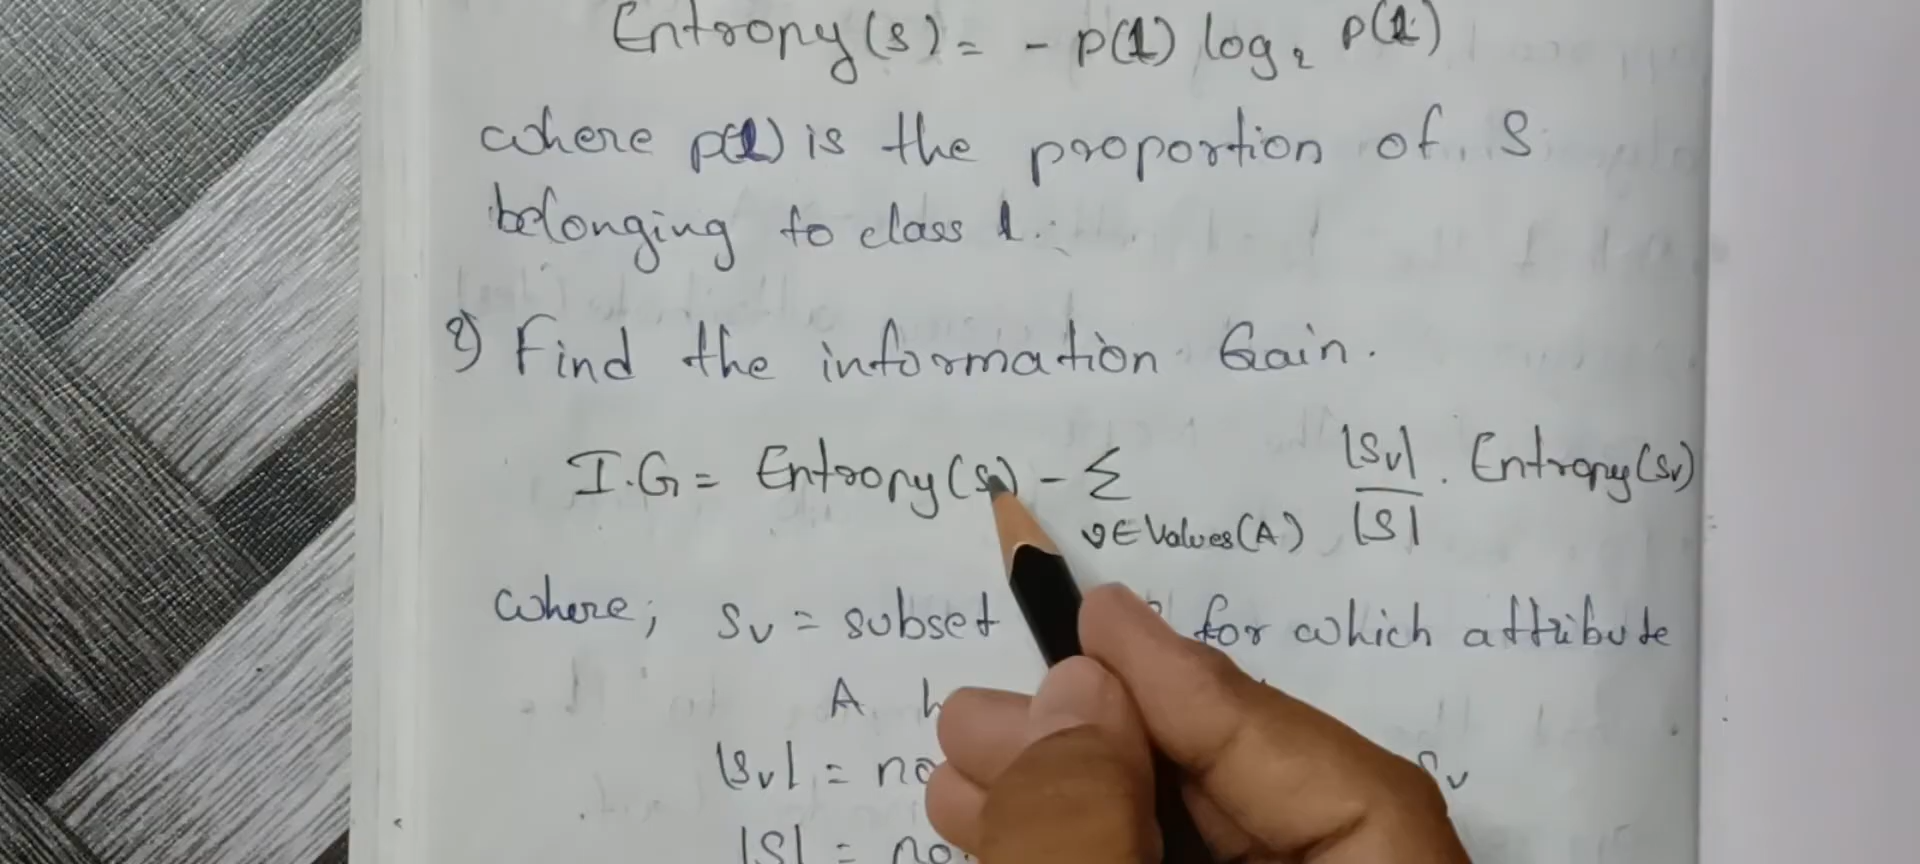 Entropy(S) = - p(1) log₂ p(1)
where p(1) is the proportion of S
belonging to class 1.
2) Find the information Gain.
I.G = Entropy(S) - Σ v∈Values(A) |Sv|/|S| . Entropy(Sv)
where; Sv = subset for which attribute
A
|Sv| = no Sv
|S| = no.